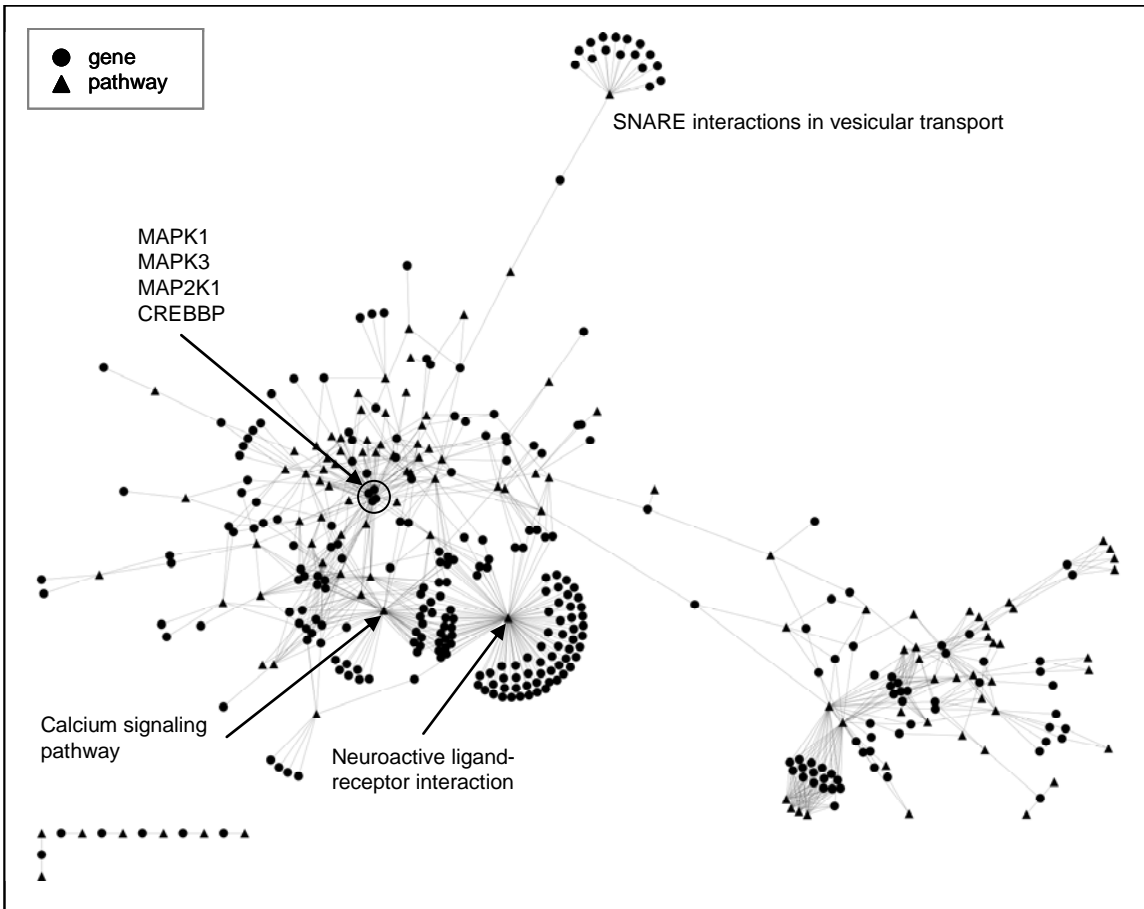 gene
pathway
SNARE interactions in vesicular transport
MAPK1
MAPK3
MAP2K1
CREBBP
Calcium signaling
pathway
Neuroactive ligand-
receptor interaction